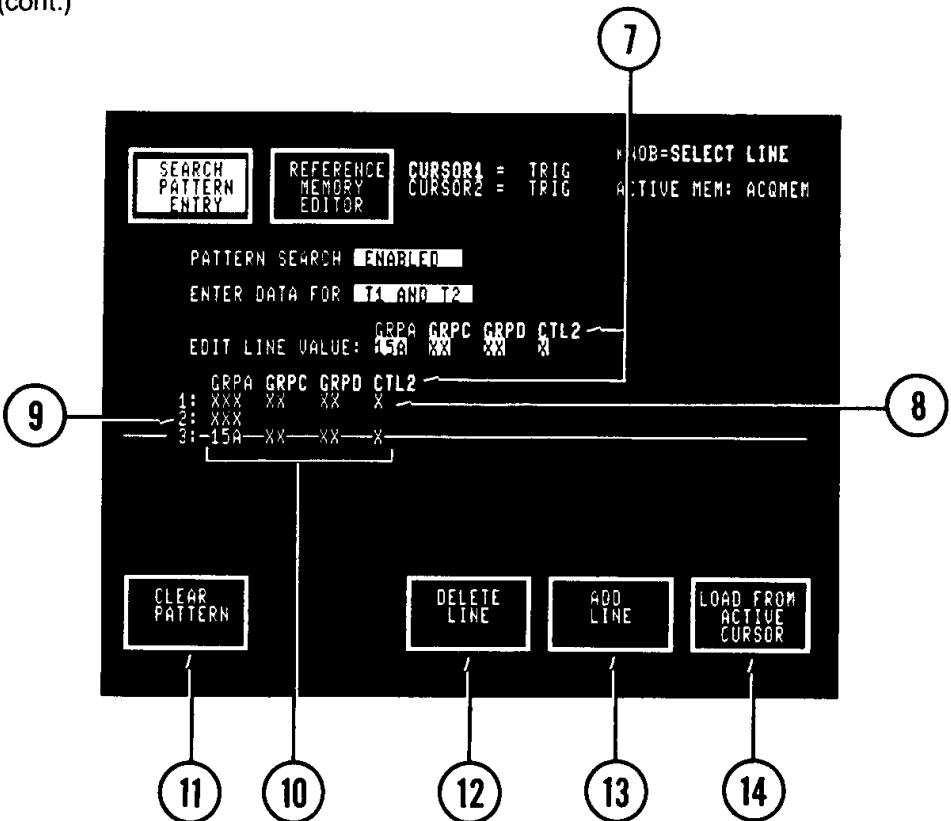 (cont.)
7
KNOB=SELECT LINE
SEARCH PATTERN ENTRY
REFERENCE MEMORY EDITOR
CURSOR1 = TRIG
CURSOR2 = TRIG
ACTIVE MEM: ACQMEM
PATTERN SEARCH ENABLED
ENTER DATA FOR T1 AND T2
GRPA GRPC GRPD CTL2
EDIT LINE VALUE: 15A XX XX X
GRPA GRPC GRPD CTL2
1: XXX XX XX X
2: XXX
3: 15A XX XX X
9
8
CLEAR PATTERN
DELETE LINE
ADD LINE
LOAD FROM ACTIVE CURSOR
11
10
12
13
14